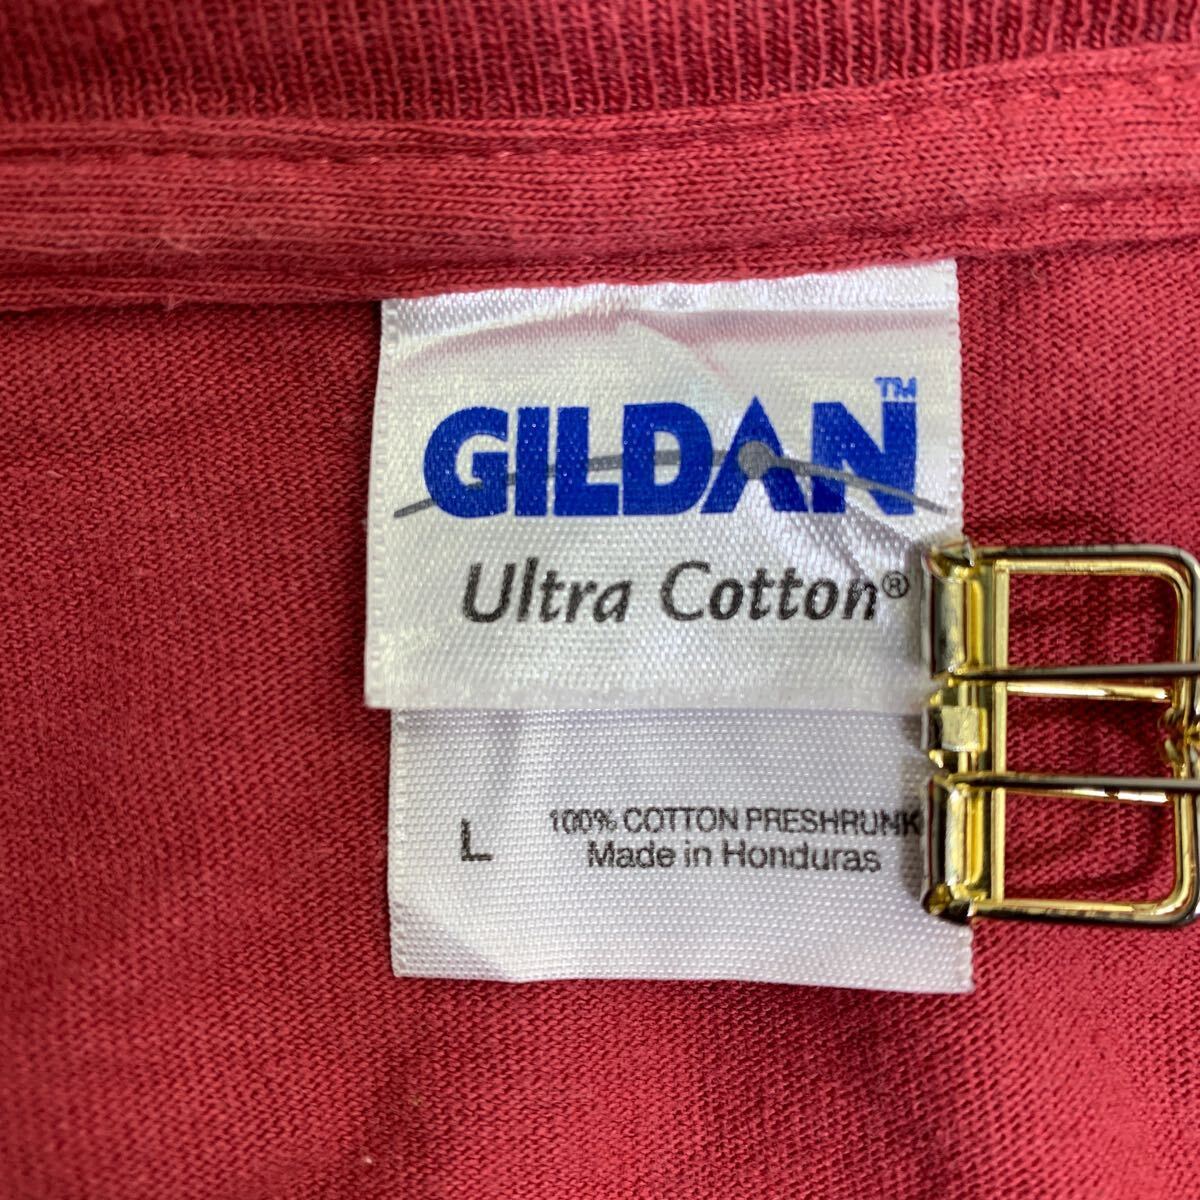 GILDAN™
Ultra Cotton®
L 100% COTTON PRESHRUNK
Made in Honduras